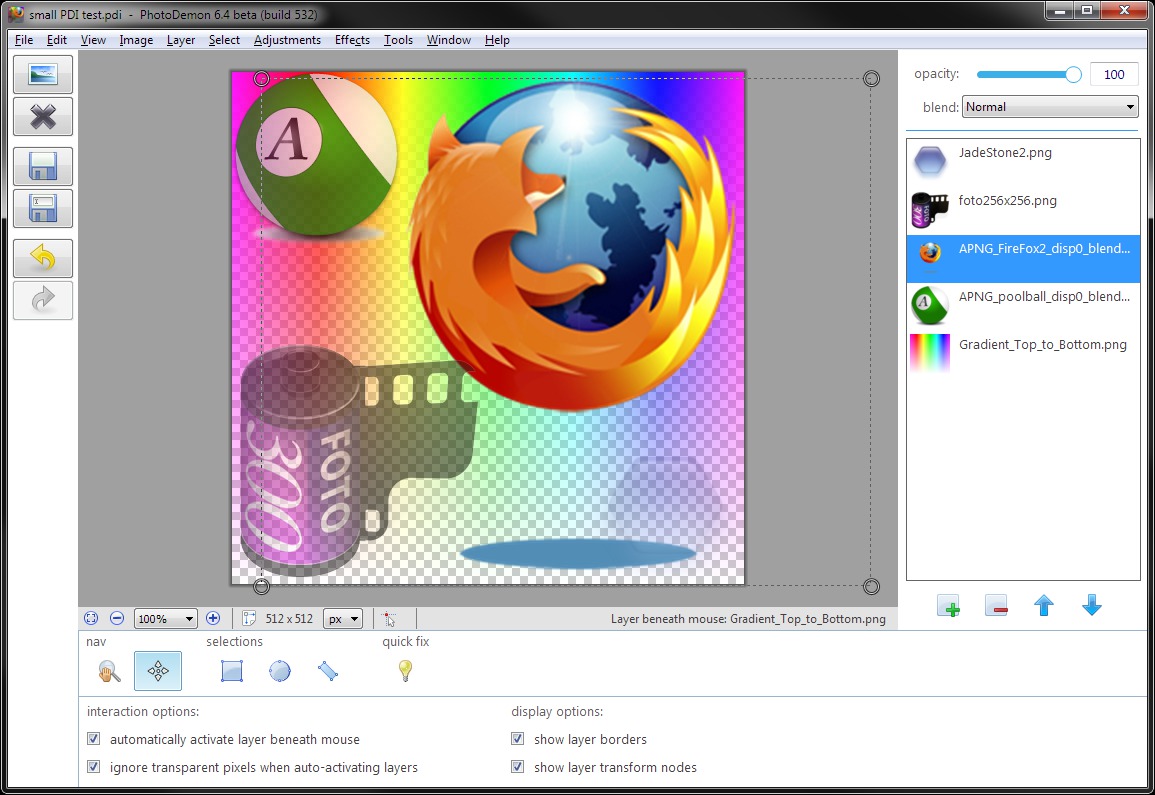 small PDI test.pdi - PhotoDemon 6.4 beta (build 532)
File Edit View Image Layer Select Adjustments Effects Tools Window Help
opacity: 100
blend: Normal
JadeStone2.png
foto256x256.png
APNG_FireFox2_disp0_blend...
APNG_poolball_disp0_blend...
Gradient_Top_to_Bottom.png
A
300
FOTO
100% 512 x 512 px Layer beneath mouse: Gradient_Top_to_Bottom.png
nav selections quick fix
interaction options: display options:
automatically activate layer beneath mouse show layer borders
ignore transparent pixels when auto-activating layers show layer transform nodes